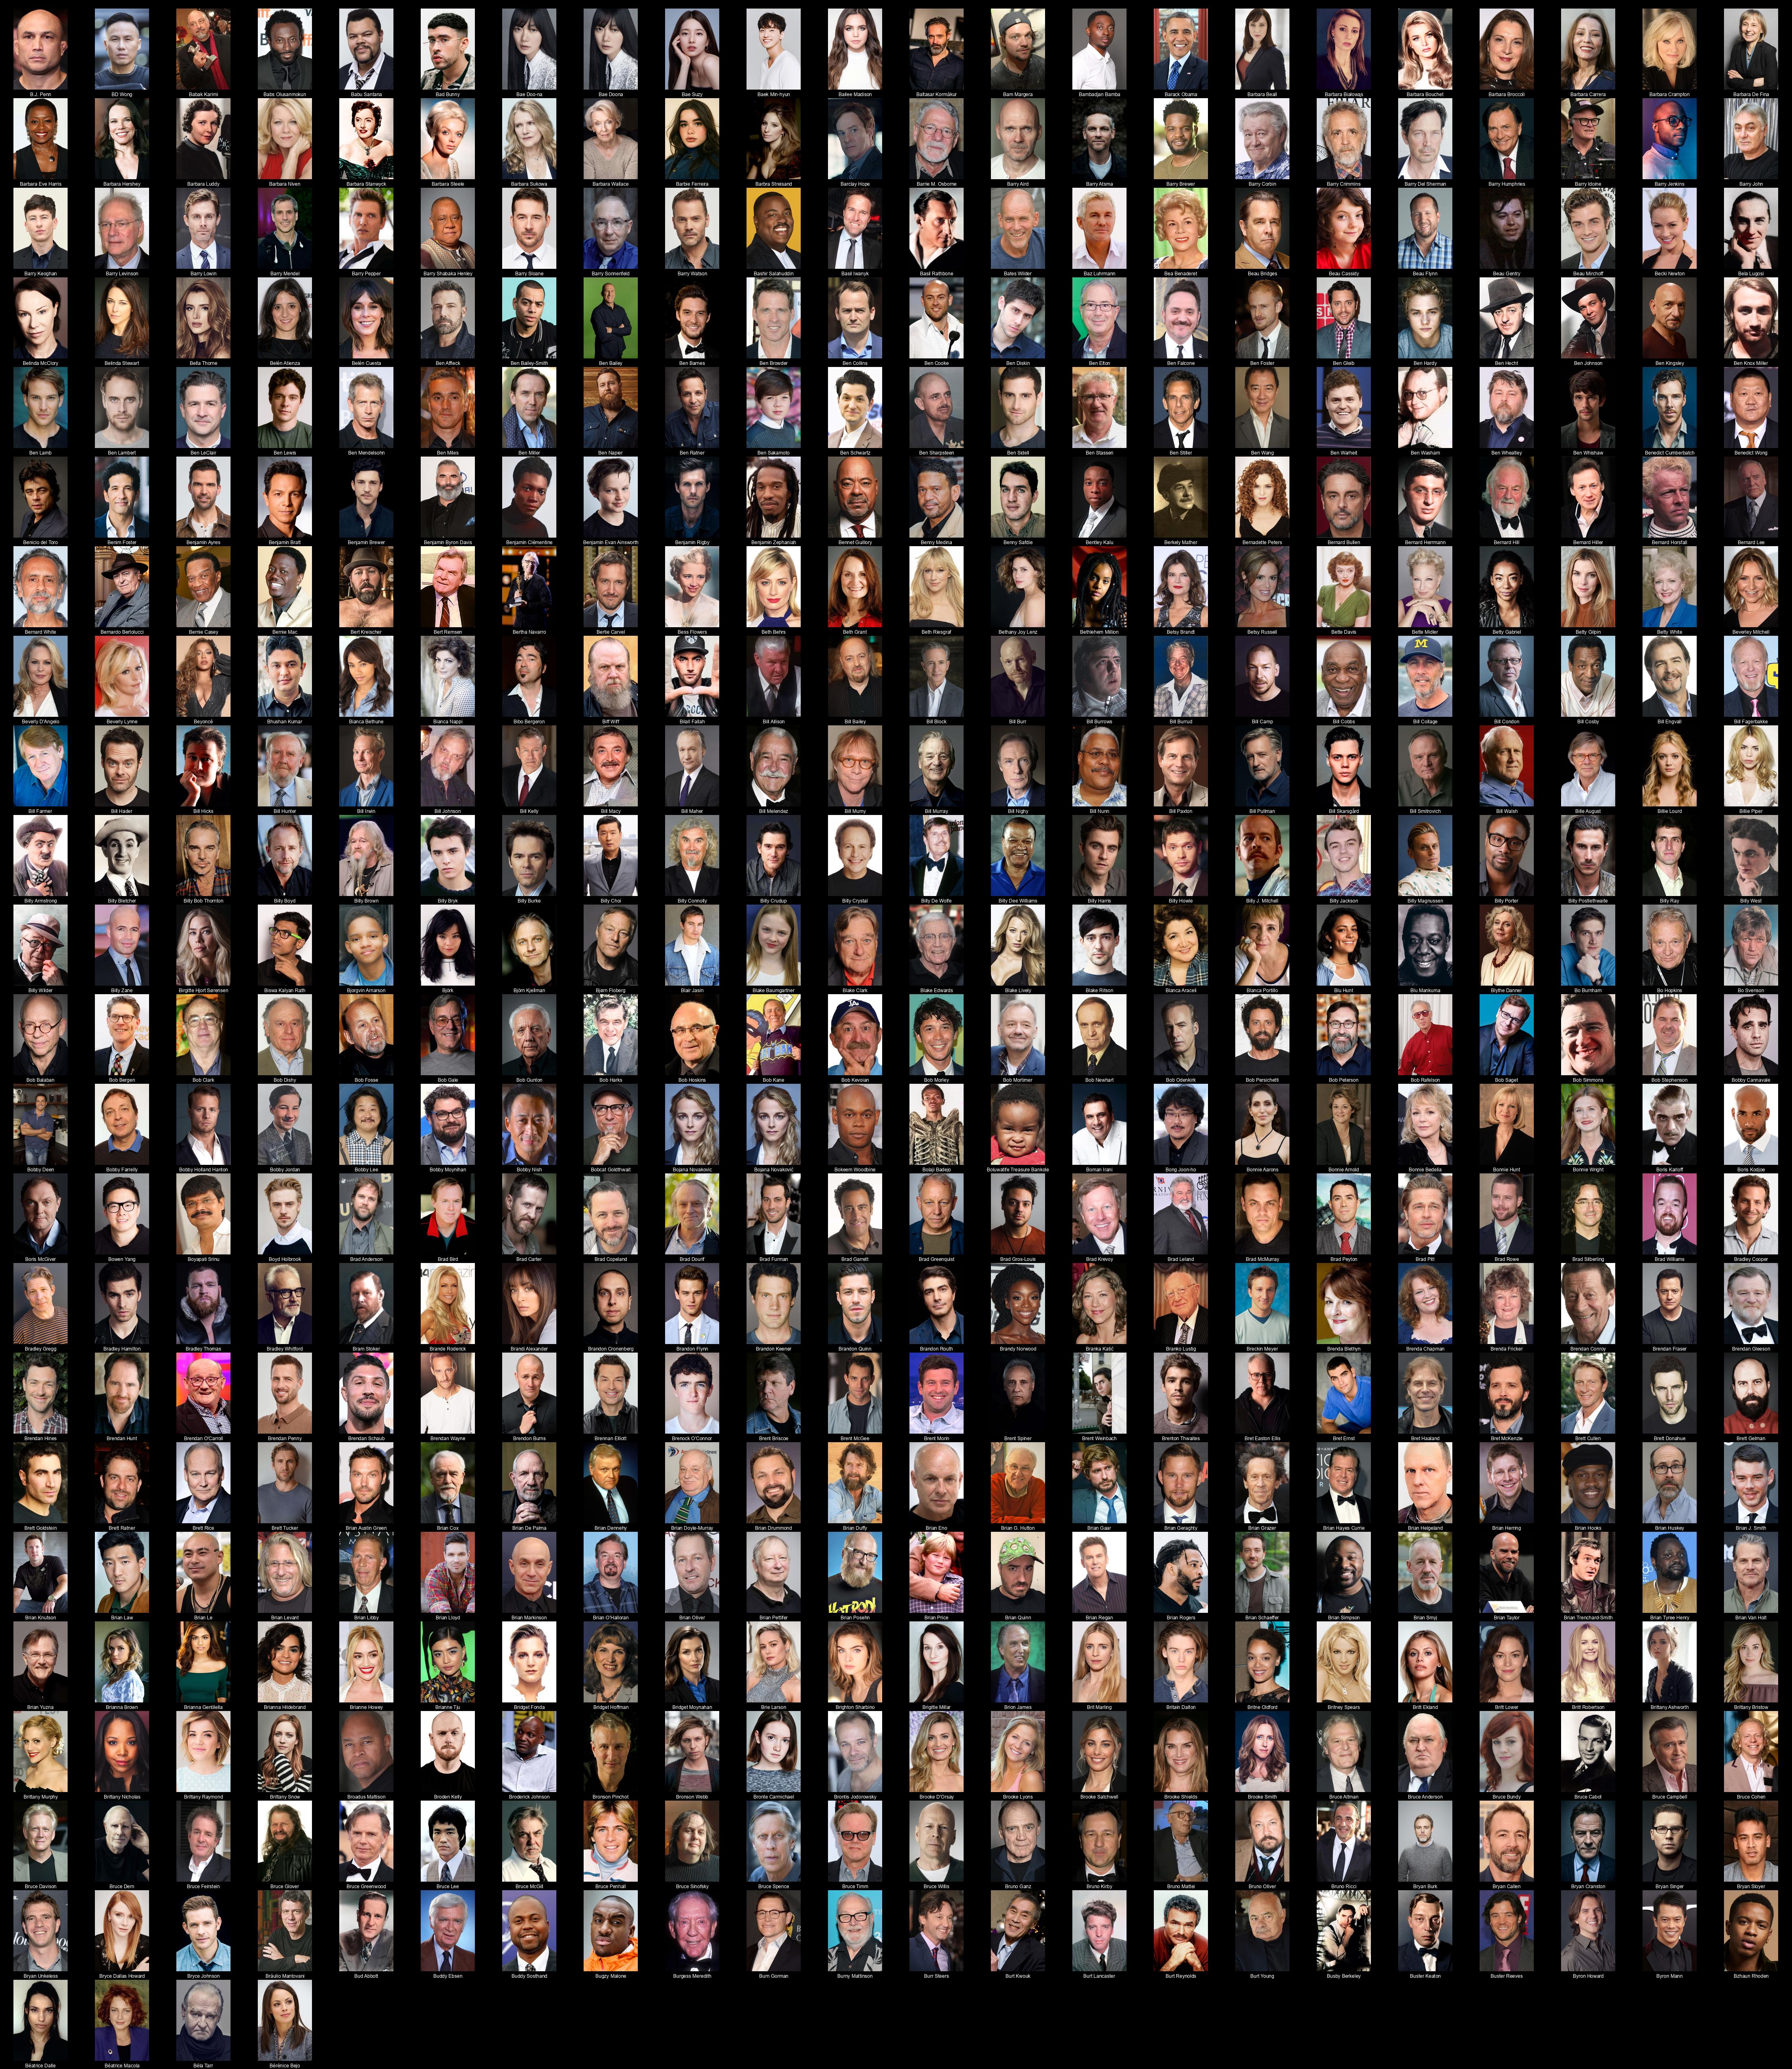 B.J. Penn BD Wong Babak Karimi Babs Olusanmokun Babu Santana Bad Bunny Bae Doo-na Bae Doona Bae Suzy Baek Min-hyun Bailee Madison Baltasar Kormákur Bam Margera Bambadjan Bamba Barack Obama Barbara Beall Barbara Białowąs Barbara Bouchet Barbara Broccoli Barbara Carrera Barbara Crampton Barbara De Fina
Barbara Eve Harris Barbara Hershey Barbara Luddy Barbara Niven Barbara Stanwyck Barbara Steele Barbara Sukowa Barbara Wallace Barbie Ferreira Barbra Streisand Barclay Hope Barrie M. Osborne Barry Aird Barry Atsma Barry Brewer Barry Corbin Barry Crimmins Barry Del Sherman Barry Humphries Barry Idoine Barry Jenkins Barry John
Barry Keoghan Barry Levinson Barry Lowin Barry Mendel Barry Pepper Barry Shabaka Henley Barry Sloane Barry Sonnenfeld Barry Watson Bashir Salahuddin Basil Iwanyk Basil Rathbone Bates Wilder Baz Luhrmann Bea Benaderet Beau Bridges Beau Cassidy Beau Flynn Beau Gentry Beau Mirchoff Becki Newton Bela Lugosi
Belinda McClory Belinda Stewart Bella Thorne Belén Atienza Belén Cuesta Ben Affleck Ben Bailey-Smith Ben Bailey Ben Barnes Ben Browder Ben Collins Ben Cooke Ben Diskin Ben Elton Ben Falcone Ben Foster Ben Gleib Ben Hardy Ben Hecht Ben Johnson Ben Kingsley Ben Knox Miller
Ben Lamb Ben Lambert Ben LeClair Ben Lewis Ben Mendelsohn Ben Miles Ben Miller Ben Napier Ben Ratner Ben Sakamoto Ben Schwartz Ben Sharpsteen Ben Sidell Ben Stassen Ben Stiller Ben Wang Ben Warheit Ben Washam Ben Wheatley Ben Whishaw Benedict Cumberbatch Benedict Wong
Benicio del Toro Benim Foster Benjamin Ayres Benjamin Bratt Benjamin Brewer Benjamin Byron Davis Benjamin Clémentine Benjamin Evan Ainsworth Benjamin Rigby Benjamin Zephaniah Bennet Guillory Benny Medina Benny Safdie Bentley Kalu Berkely Mather Bernadette Peters Bernard Bullen Bernard Herrmann Bernard Hill Bernard Hiller Bernard Horsfall Bernard Lee
Bernard White Bernardo Bertolucci Bernie Casey Bernie Mac Bert Kreischer Bert Remsen Bertha Navarro Bertie Carvel Bess Flowers Beth Behrs Beth Grant Beth Riesgraf Bethany Joy Lenz Bethlehem Million Betsy Brandt Betsy Russell Bette Davis Bette Midler Betty Gabriel Betty Gilpin Betty White Beverley Mitchell
Beverly D'Angelo Beverly Lynne Beyoncé Bhushan Kumar Bianca Bethune Bianca Nappi Bibo Bergeron Biff Wiff Bilall Fallah Bill Allison Bill Bailey Bill Block Bill Burr Bill Burrows Bill Burrud Bill Camp Bill Cobbs Bill Collage Bill Condon Bill Cosby Bill Engvall Bill Fagerbakke
Bill Farmer Bill Hader Bill Hicks Bill Hunter Bill Irwin Bill Johnson Bill Kelly Bill Macy Bill Maher Bill Melendez Bill Mumy Bill Murray Bill Nighy Bill Nunn Bill Paxton Bill Pullman Bill Skarsgård Bill Smitrovich Bill Walsh Bille August Billie Lourd Billie Piper
Billy Armstrong Billy Bletcher Billy Bob Thornton Billy Boyd Billy Brown Billy Bryk Billy Burke Billy Choi Billy Connolly Billy Crudup Billy Crystal Billy De Wolfe Billy Dee Williams Billy Harris Billy Howle Billy J. Mitchell Billy Jackson Billy Magnussen Billy Porter Billy Postlethwaite Billy Ray Billy West
Billy Wilder Billy Zane Birgitte Hjort Sørensen Biswa Kalyan Rath Bjorgvin Arnarson Björk Björn Kjellman Bjørn Floberg Blair Jasin Blake Baumgartner Blake Clark Blake Edwards Blake Lively Blake Ritson Blanca Araceli Blanca Portillo Blu Hunt Blu Mankuma Blythe Danner Bo Burnham Bo Hopkins Bo Svenson
Bob Balaban Bob Bergen Bob Clark Bob Dishy Bob Fosse Bob Gale Bob Gunton Bob Harks Bob Hoskins Bob Kane Bob Kevoian Bob Morley Bob Mortimer Bob Newhart Bob Odenkirk Bob Persichetti Bob Peterson Bob Rafelson Bob Saget Bob Simmons Bob Stephenson Bobby Cannavale
Bobby Deen Bobby Farrelly Bobby Holland Hanton Bobby Jordan Bobby Lee Bobby Moynihan Bobby Nish Bobcat Goldthwait Bojana Novakovic Bojana Novaković Bokeem Woodbine Bolaji Badejo Boluwatife Treasure Bankole Boman Irani Bong Joon-ho Bonnie Aarons Bonnie Arnold Bonnie Bedelia Bonnie Hunt Bonnie Wright Boris Karloff Boris Kodjoe
Boris McGiver Bowen Yang Boyapati Srinu Boyd Holbrook Brad Anderson Brad Bird Brad Carter Brad Copeland Brad Dourif Brad Furman Brad Garrett Brad Greenquist Brad Gros-Louis Brad Krevoy Brad Leland Brad McMurray Brad Peyton Brad Pitt Brad Rowe Brad Silberling Brad Williams Bradley Cooper
Bradley Gregg Bradley Hamilton Bradley Thomas Bradley Whitford Bram Stoker Brande Roderick Brandi Alexander Brandon Cronenberg Brandon Flynn Brandon Keener Brandon Quinn Brandon Routh Brandy Norwood Branka Katić Branko Lustig Breckin Meyer Brenda Blethyn Brenda Chapman Brenda Fricker Brendan Conroy Brendan Fraser Brendan Gleeson
Brendan Hines Brendan Hunt Brendan O'Carroll Brendan Penny Brendan Schaub Brendan Wayne Brendon Burns Brennan Elliott Brenock O'Connor Brent Briscoe Brent McGee Brent Morin Brent Spiner Brent Weinbach Brenton Thwaites Bret Easton Ellis Bret Ernst Bret Haaland Bret McKenzie Brett Cullen Brett Donahue Brett Gelman
Brett Goldstein Brett Ratner Brett Rice Brett Tucker Brian Austin Green Brian Cox Brian De Palma Brian Dennehy Brian Doyle-Murray Brian Drummond Brian Duffy Brian Eno Brian G. Hutton Brian Gaar Brian Geraghty Brian Grazer Brian Hayes Currie Brian Helgeland Brian Herring Brian Hooks Brian Huskey Brian J. Smith
Brian Knutson Brian Law Brian Le Brian Levant Brian Libby Brian Lloyd Brian Markinson Brian O'Halloran Brian Oliver Brian Pettifer Brian Posehn Brian Price Brian Quinn Brian Regan Brian Rogers Brian Schaeffer Brian Simpson Brian Smyj Brian Taylor Brian Trenchard-Smith Brian Tyree Henry Brian Van Holt
Brian Yuzna Brianna Brown Brianna Gentilella Brianna Hildebrand Brianne Howey Brianne Tju Bridget Fonda Bridget Hoffman Bridget Moynahan Brie Larson Brighton Sharbino Brigitte Millar Brion James Brit Marling Britain Dalton Britne Oldford Britney Spears Britt Ekland Britt Lower Britt Robertson Brittany Ashworth Brittany Bristow
Brittany Murphy Brittany Nicholas Brittany Raymond Brittany Snow Broadus Mattison Broden Kelly Broderick Johnson Bronson Pinchot Bronson Webb Bronte Carmichael Brontis Jodorowsky Brooke D'Orsay Brooke Lyons Brooke Satchwell Brooke Shields Brooke Smith Bruce Altman Bruce Anderson Bruce Bundy Bruce Cabot Bruce Campbell Bruce Cohen
Bruce Davison Bruce Dern Bruce Feirstein Bruce Glover Bruce Greenwood Bruce Lee Bruce McGill Bruce Penhall Bruce Sinofsky Bruce Spence Bruce Timm Bruce Willis Bruno Ganz Bruno Kirby Bruno Mattei Bruno Oliver Bruno Ricci Bryan Burk Bryan Callen Bryan Cranston Bryan Singer Bryan Sloyer
Bryan Unkeless Bryce Dallas Howard Bryce Johnson Bráulio Mantovani Bud Abbott Buddy Ebsen Buddy Sosthand Bugzy Malone Burgess Meredith Burn Gorman Burny Mattinson Burr Steers Burt Kwouk Burt Lancaster Burt Reynolds Burt Young Busby Berkeley Buster Keaton Buster Reeves Byron Howard Byron Mann Bzhaun Rhoden
Béatrice Dalle Béatrice Macola Béla Tarr Bérénice Bejo